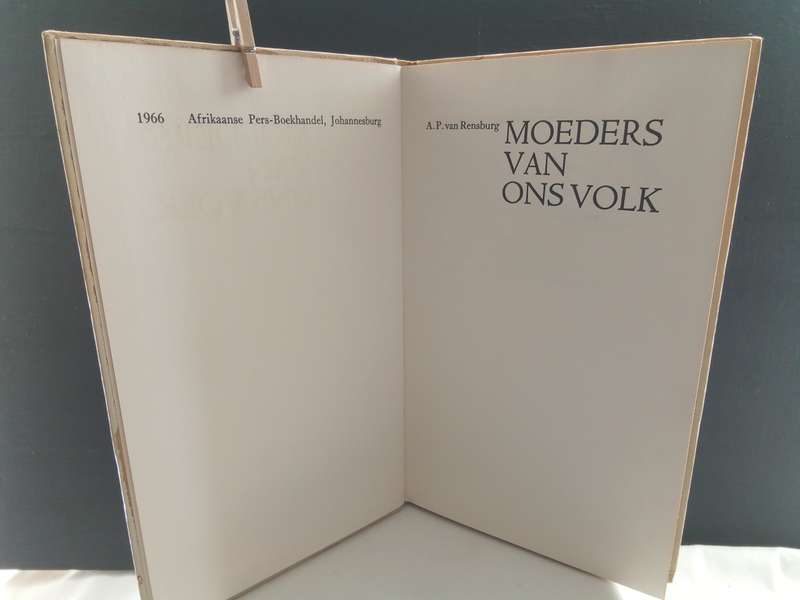 1966 Afrikaanse Pers-Boekhandel, Johannesburg
A.P. van Rensburg MOEDERS
VAN
ONS VOLK